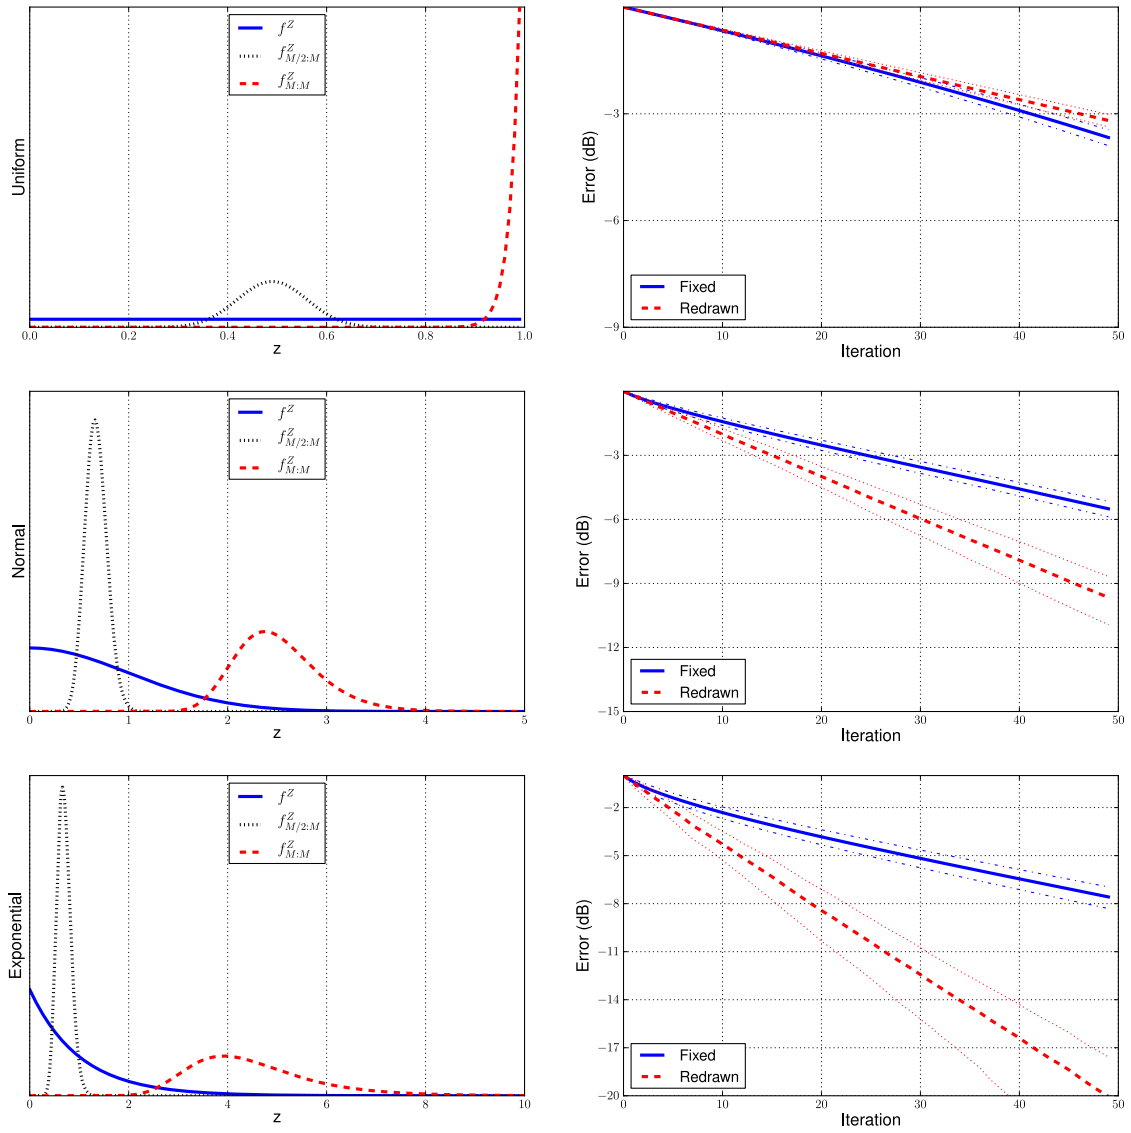 Uniform
f^Z
f^Z_{M/2:M}
f^Z_{M:M}
0.0 0.2 0.4 0.6 0.8 1.0
z
Error (dB)
−3
−6
−9
Fixed
Redrawn
0 10 20 30 40 50
Iteration
Normal
f^Z
f^Z_{M/2:M}
f^Z_{M:M}
0 1 2 3 4 5
z
Error (dB)
−3
−6
−9
−12
−15
Fixed
Redrawn
0 10 20 30 40 50
Iteration
Exponential
f^Z
f^Z_{M/2:M}
f^Z_{M:M}
0 2 4 6 8 10
z
Error (dB)
−2
−5
−8
−11
−14
−17
−20
Fixed
Redrawn
0 10 20 30 40 50
Iteration